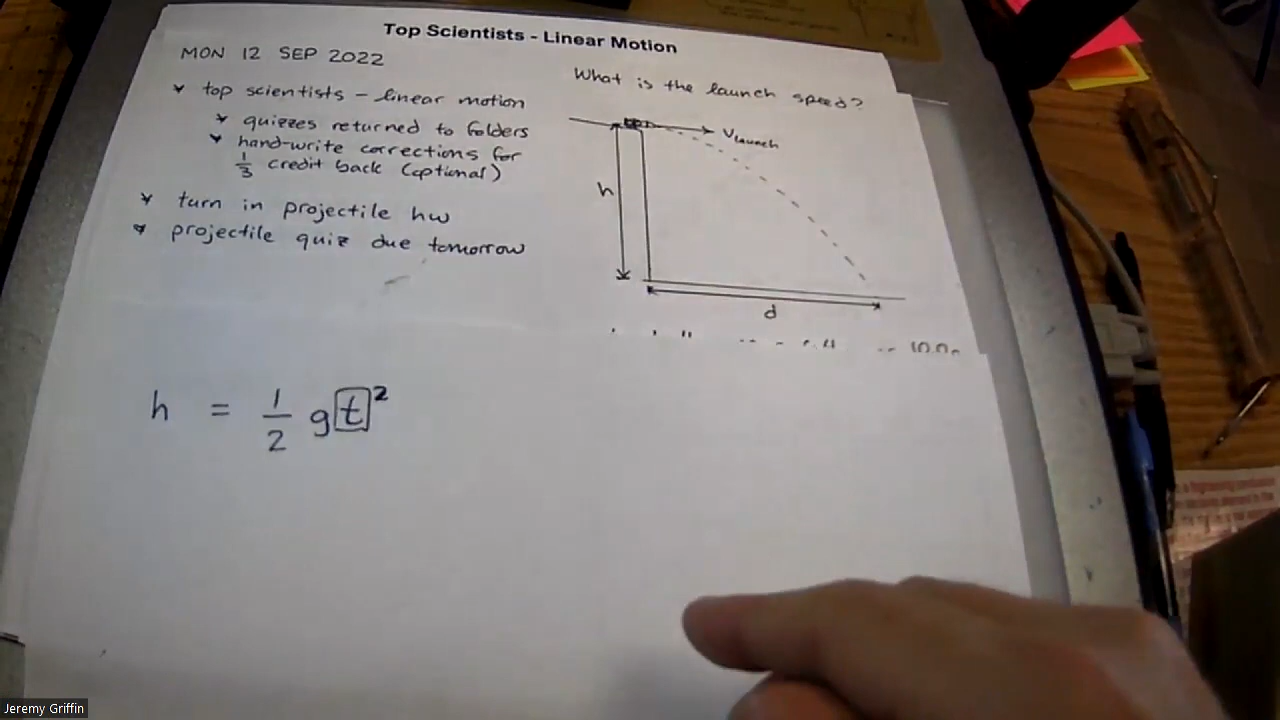 Top Scientists - Linear Motion
MON 12 SEP 2022
* top scientists - linear motion
* quizzes returned to folders
* hand-write corrections for
1/3 credit back (optional)
* turn in projectile hw
* projectile quiz due tomorrow
What is the launch speed?
Vlaunch
h
d
h = 1/2 gt²
Jeremy Griffin